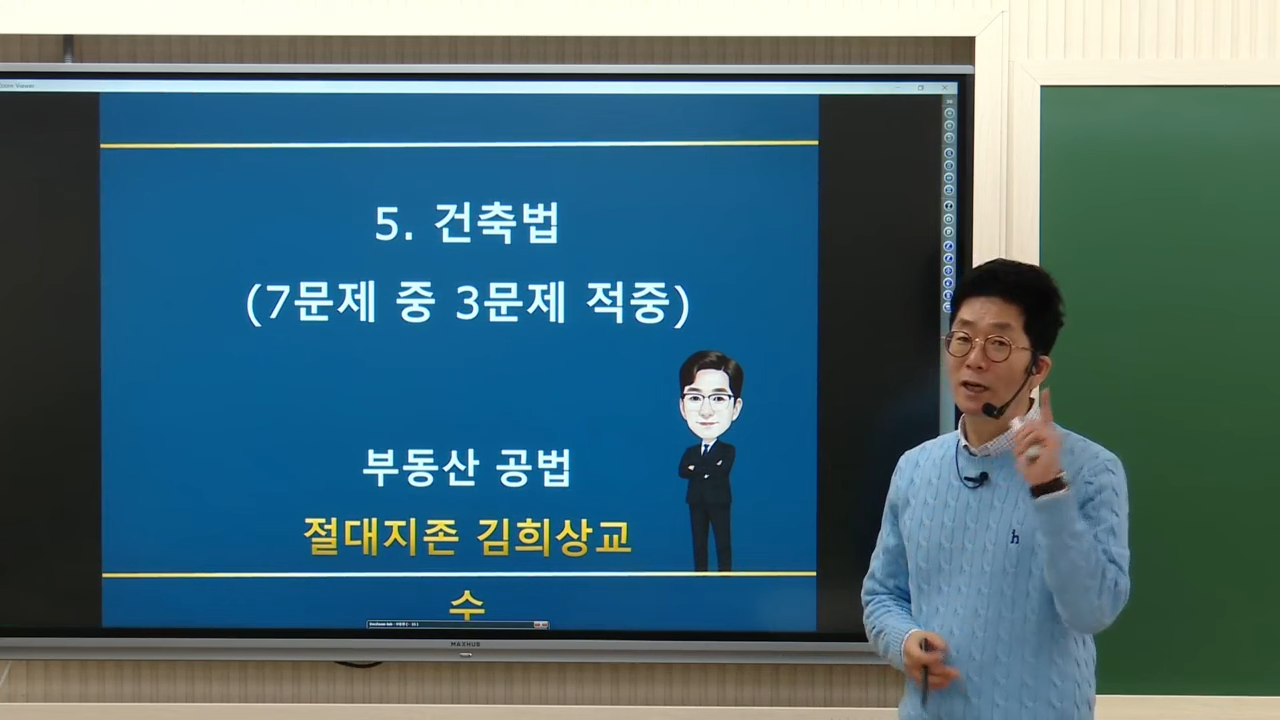 5. 건축법
(7문제 중 3문제 적중)
부동산 공법
절대지존 김희상교
수
MAXHUB